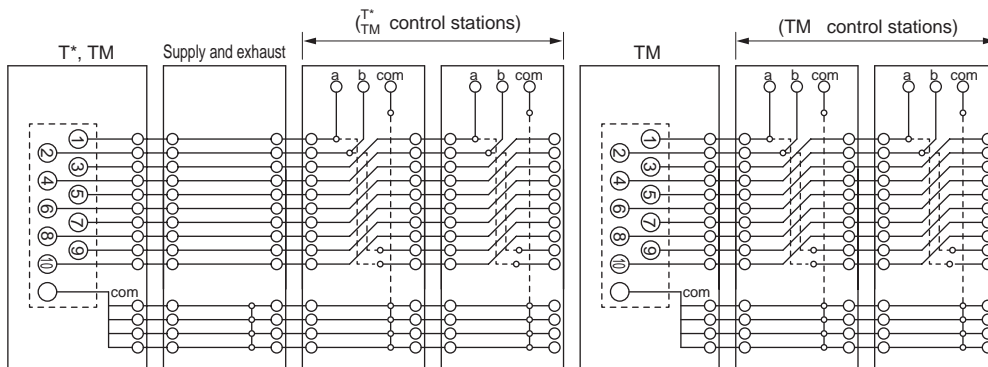 (T* TM control stations)
(TM control stations)
T*, TM
Supply and exhaust
TM
a b com
a b com
a b com
a b com
1
2
3
4
5
6
7
8
9
10
com
1
2
3
4
5
6
7
8
9
10
com